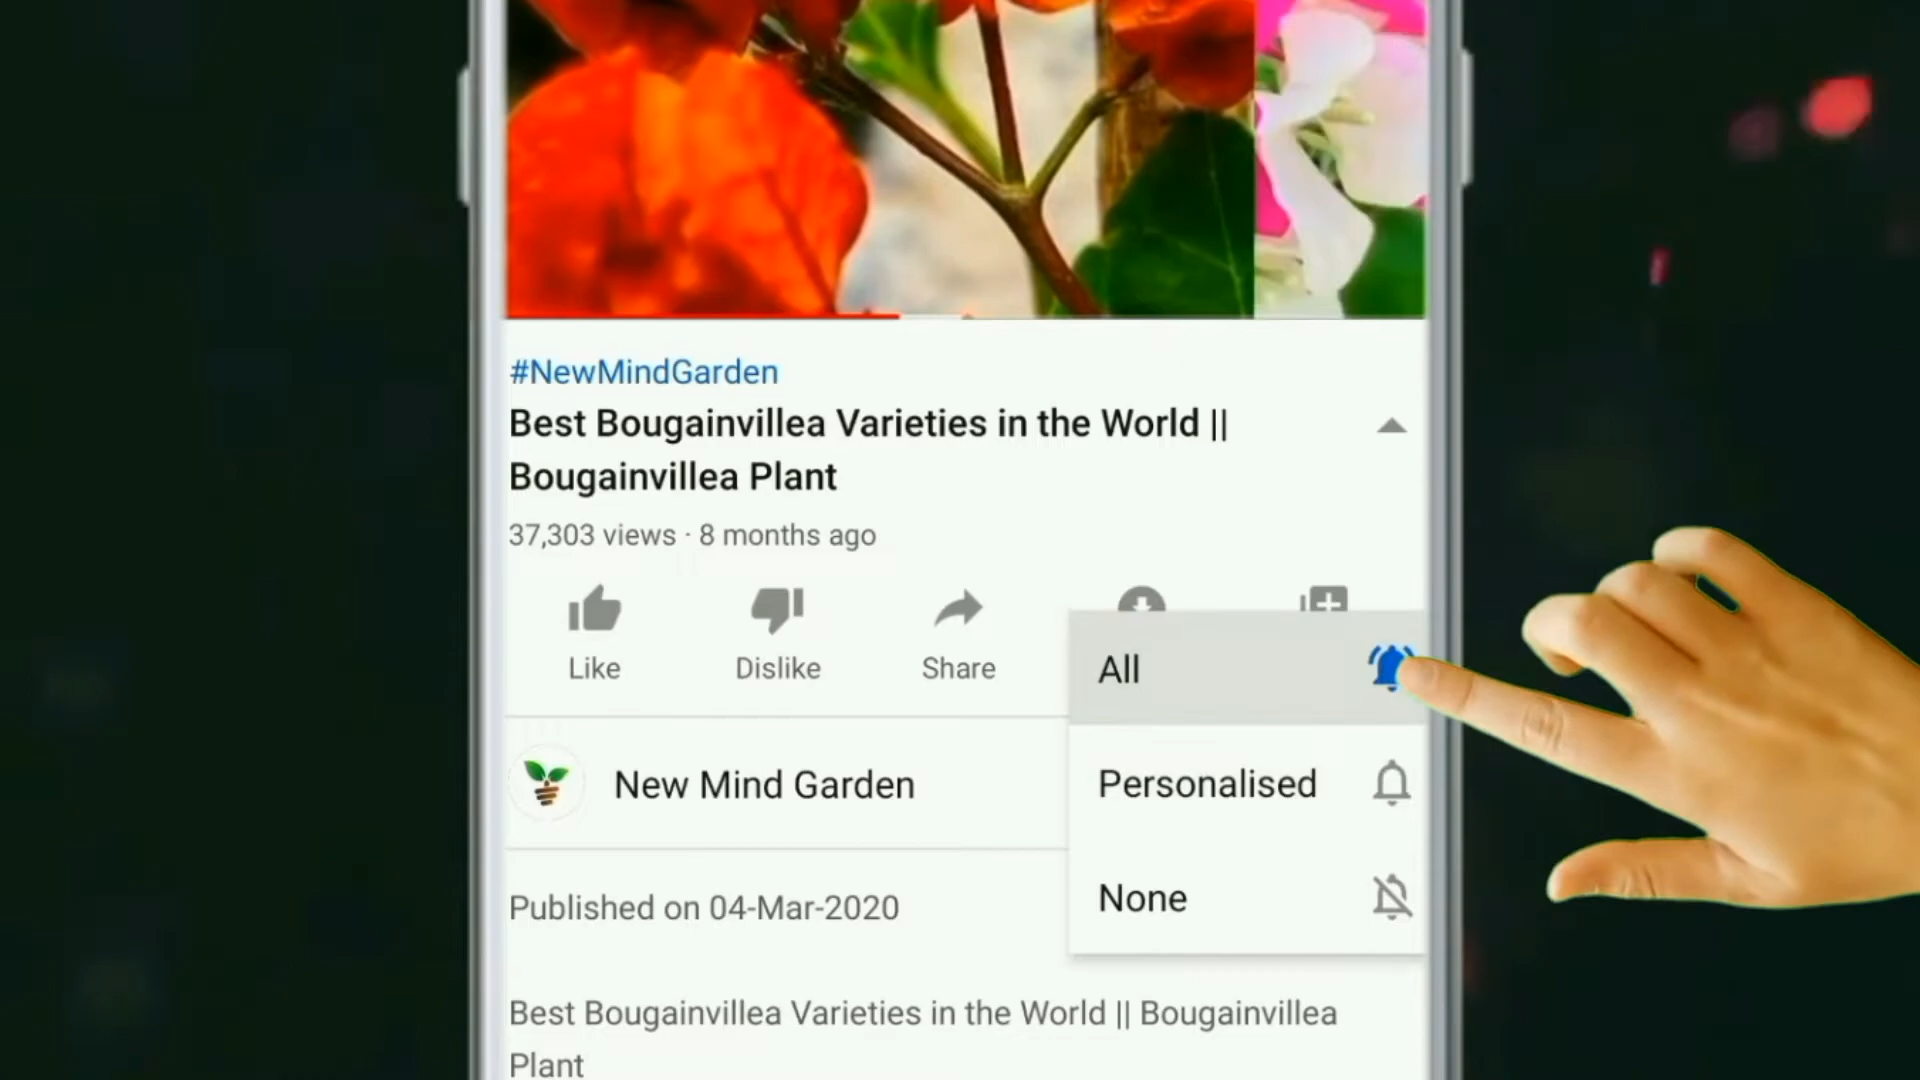 #NewMindGarden
Best Bougainvillea Varieties in the World ||
Bougainvillea Plant
37,303 views · 8 months ago
Like
Dislike
Share
All
New Mind Garden
Personalised
None
Published on 04-Mar-2020
Best Bougainvillea Varieties in the World || Bougainvillea
Plant